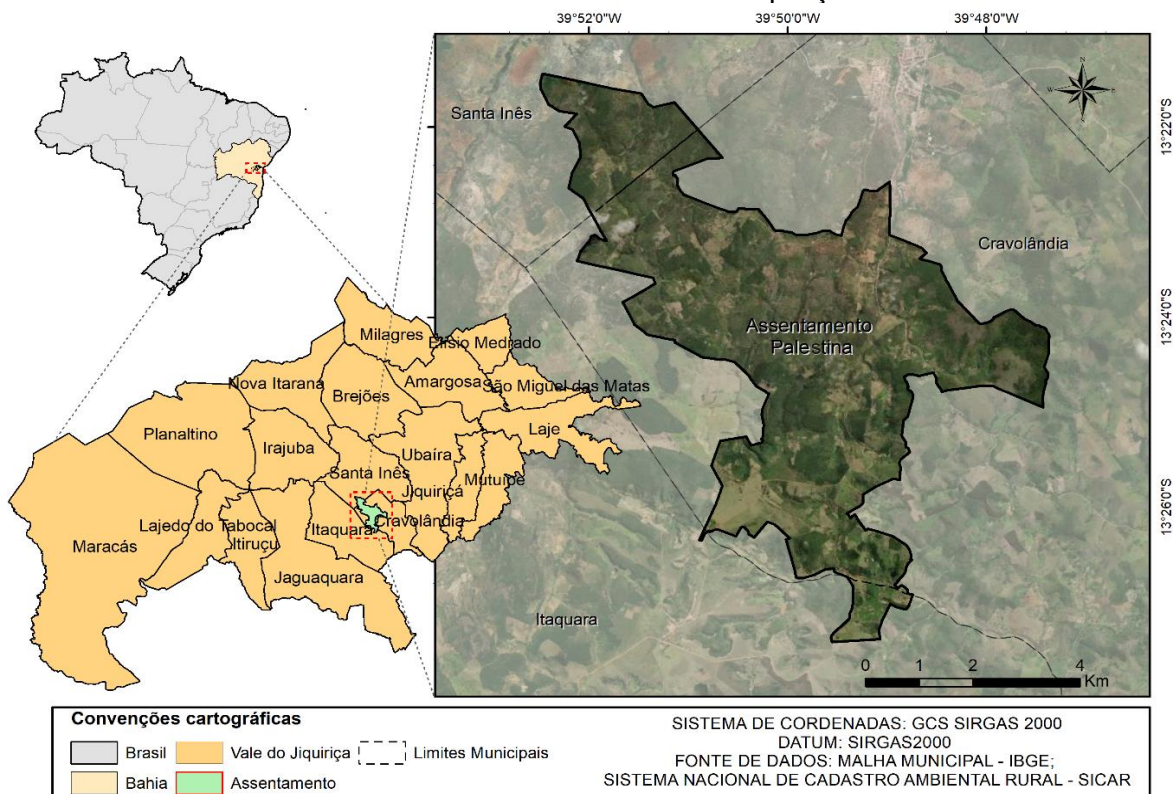 39°52'0"W
39°50'0"W
39°48'0"W
Santa Inês
N
W
E
S
13°22'0"S
Cravolândia
Assentamento
Palestina
13°24'0"S
Milagres
Elísio Medrado
Nova Itarana
Amargosa
São Miguel das Matas
Brejões
Planaltino
Laje
Irajuba
Ubaíra
Santa Inês
Mutuípe
Jiquiriçá
13°26'0"S
Lajedo do Tabocal
Itaquara
Cravolândia
Itiruçu
Maracás
Jaguaquara
Itaquara
0 1 2 4
Km
Convenções cartográficas
Brasil Vale do Jiquiriça Limites Municipais
Bahia Assentamento
SISTEMA DE CORDENADAS: GCS SIRGAS 2000
DATUM: SIRGAS2000
FONTE DE DADOS: MALHA MUNICIPAL - IBGE;
SISTEMA NACIONAL DE CADASTRO AMBIENTAL RURAL - SICAR